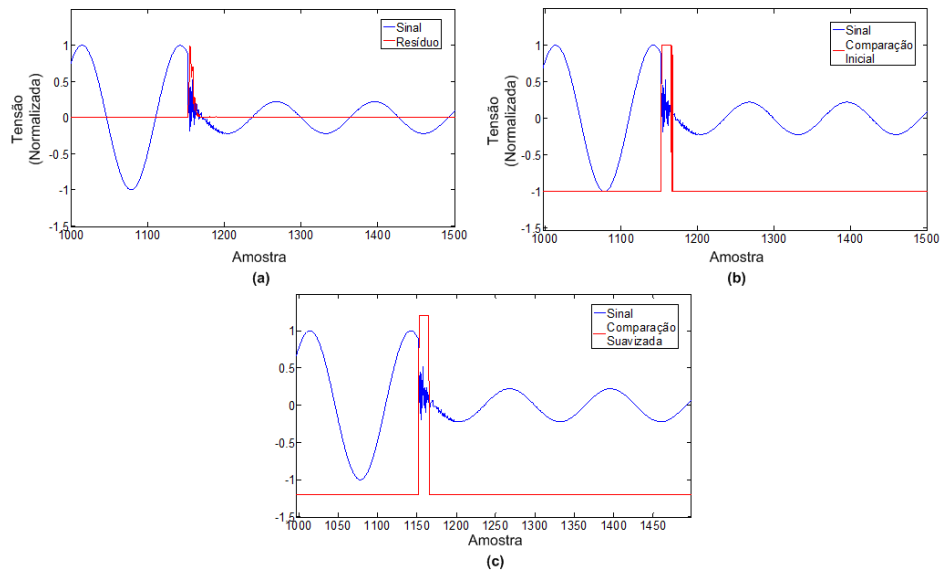 Sinal
Resíduo
1
0.5
0
-0.5
-1
-1.5
Tensão
(Normalizada)
1000 1100 1200 1300 1400 1500
Amostra
(a)
Sinal
Comparação
Inicial
1
0.5
0
-0.5
-1
-1.5
Tensão
(Normalizada)
1000 1100 1200 1300 1400 1500
Amostra
(b)
Sinal
Comparação
Suavizada
1
0.5
0
-0.5
-1
-1.5
Tensão
(Normalizada)
1000 1050 1100 1150 1200 1250 1300 1350 1400 1450
Amostra
(c)